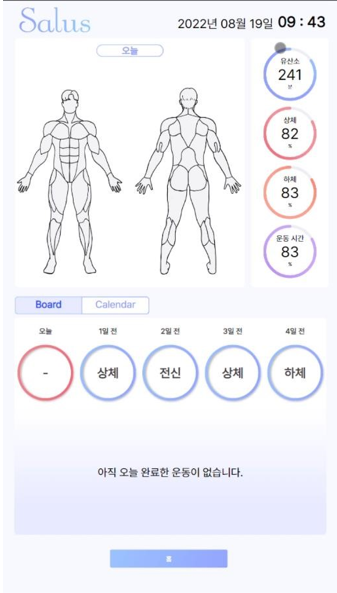 Salus
2022년 08월 19일 09 : 43
오늘
유산소
241
분
상체
82
%
하체
83
%
운동 시간
83
%
Board
Calendar
오늘
1일 전
2일 전
3일 전
4일 전
-
상체
전신
상체
하체
아직 오늘 완료한 운동이 없습니다.
홈